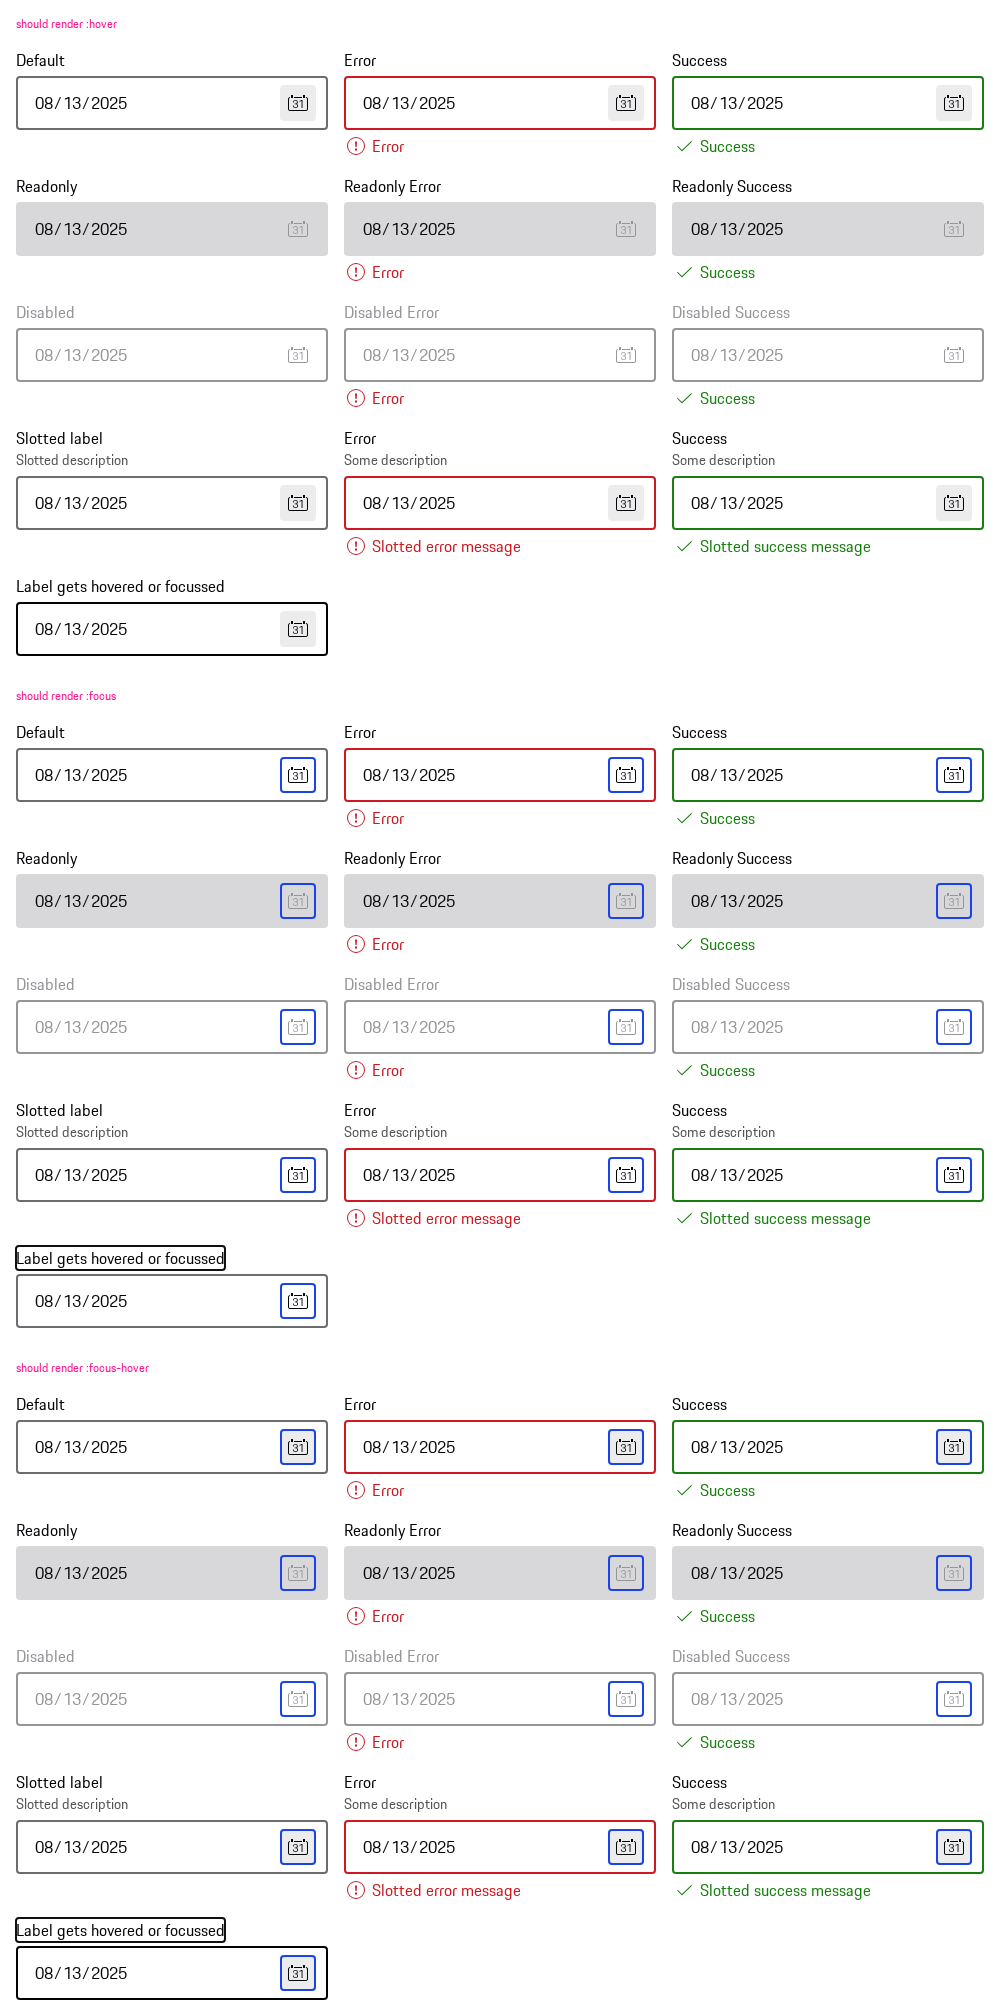 should render :hover
Default Error Success
08/13/2025 31 08/13/2025 31 08/13/2025 31
Error Success
Readonly Readonly Error Readonly Success
08/13/2025 31 08/13/2025 31 08/13/2025 31
Error Success
Disabled Disabled Error Disabled Success
08/13/2025 31 08/13/2025 31 08/13/2025 31
Error Success
Slotted label Error Success
Slotted description Some description Some description
08/13/2025 31 08/13/2025 31 08/13/2025 31
Slotted error message Slotted success message
Label gets hovered or focussed
08/13/2025 31
should render :focus
Default Error Success
08/13/2025 31 08/13/2025 31 08/13/2025 31
Error Success
Readonly Readonly Error Readonly Success
08/13/2025 31 08/13/2025 31 08/13/2025 31
Error Success
Disabled Disabled Error Disabled Success
08/13/2025 31 08/13/2025 31 08/13/2025 31
Error Success
Slotted label Error Success
Slotted description Some description Some description
08/13/2025 31 08/13/2025 31 08/13/2025 31
Slotted error message Slotted success message
Label gets hovered or focussed
08/13/2025 31
should render :focus-hover
Default Error Success
08/13/2025 31 08/13/2025 31 08/13/2025 31
Error Success
Readonly Readonly Error Readonly Success
08/13/2025 31 08/13/2025 31 08/13/2025 31
Error Success
Disabled Disabled Error Disabled Success
08/13/2025 31 08/13/2025 31 08/13/2025 31
Error Success
Slotted label Error Success
Slotted description Some description Some description
08/13/2025 31 08/13/2025 31 08/13/2025 31
Slotted error message Slotted success message
Label gets hovered or focussed
08/13/2025 31